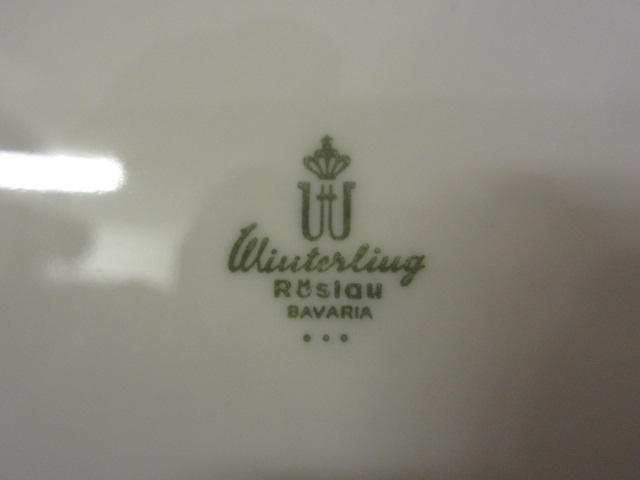 W
Winterling
Röslau
BAVARIA